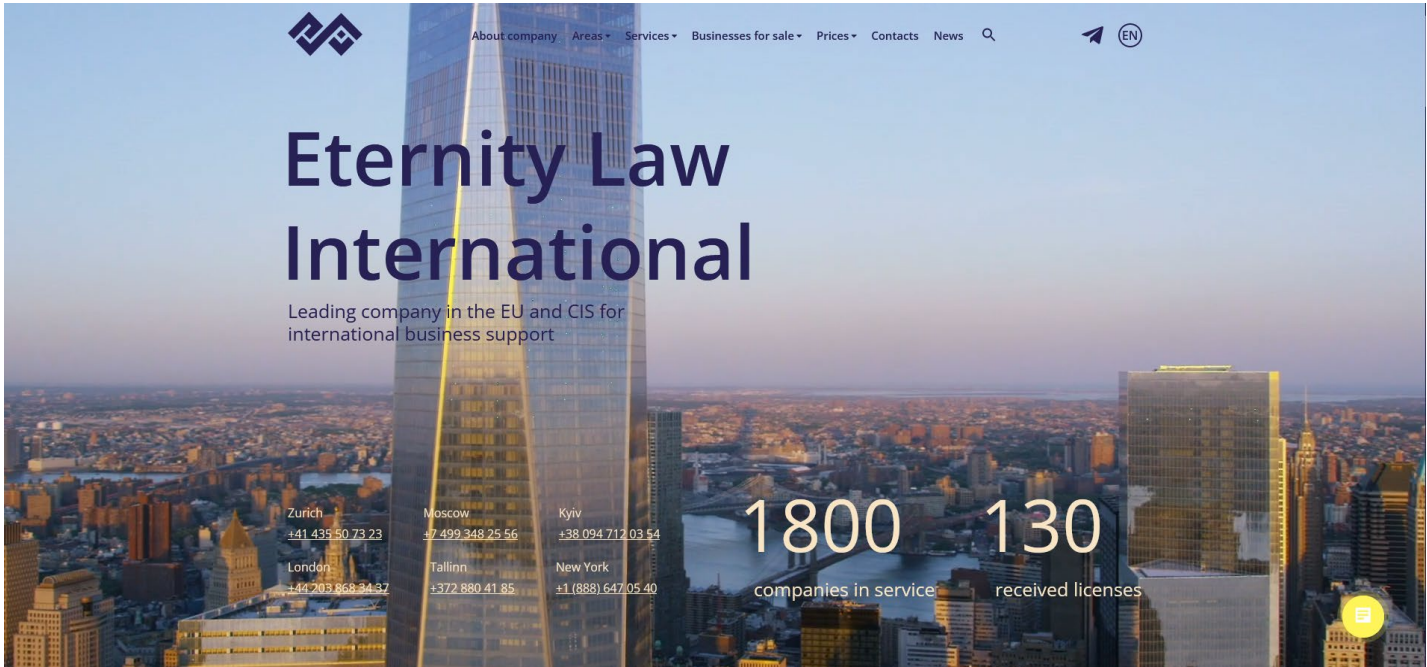 About company Areas Services Businesses for sale Prices Contacts News EN
Eternity Law
International
Leading company in the EU and CIS for
international business support
Zurich Moscow Kyiv
+41 435 50 73 23 +7 499 348 25 56 +38 094 712 03 54
London Tallinn New York
+44 203 868 34 37 +372 880 41 85 +1 (888) 647 05 40
1800 130
companies in service received licenses